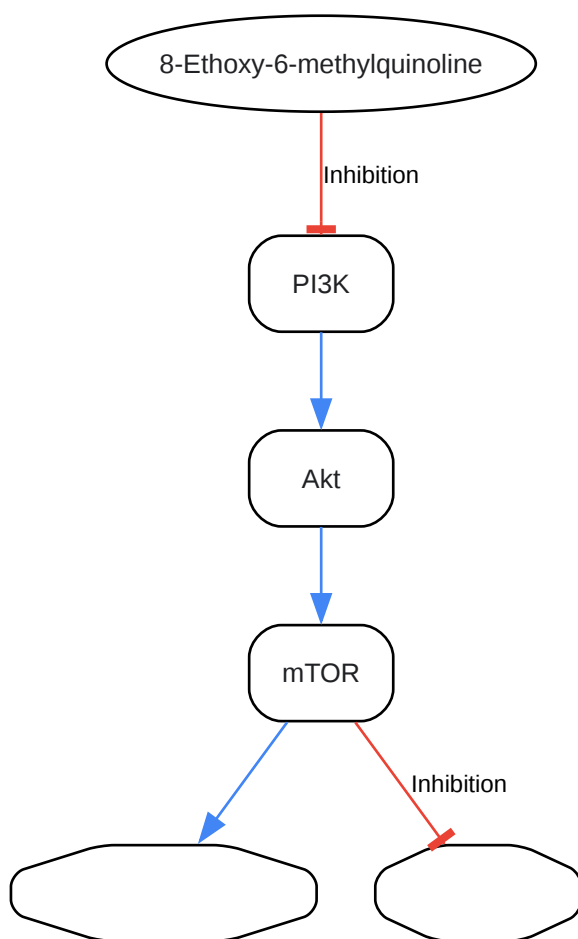 8-Ethoxy-6-methylquinoline
Inhibition
PI3K
Akt
mTOR
Inhibition